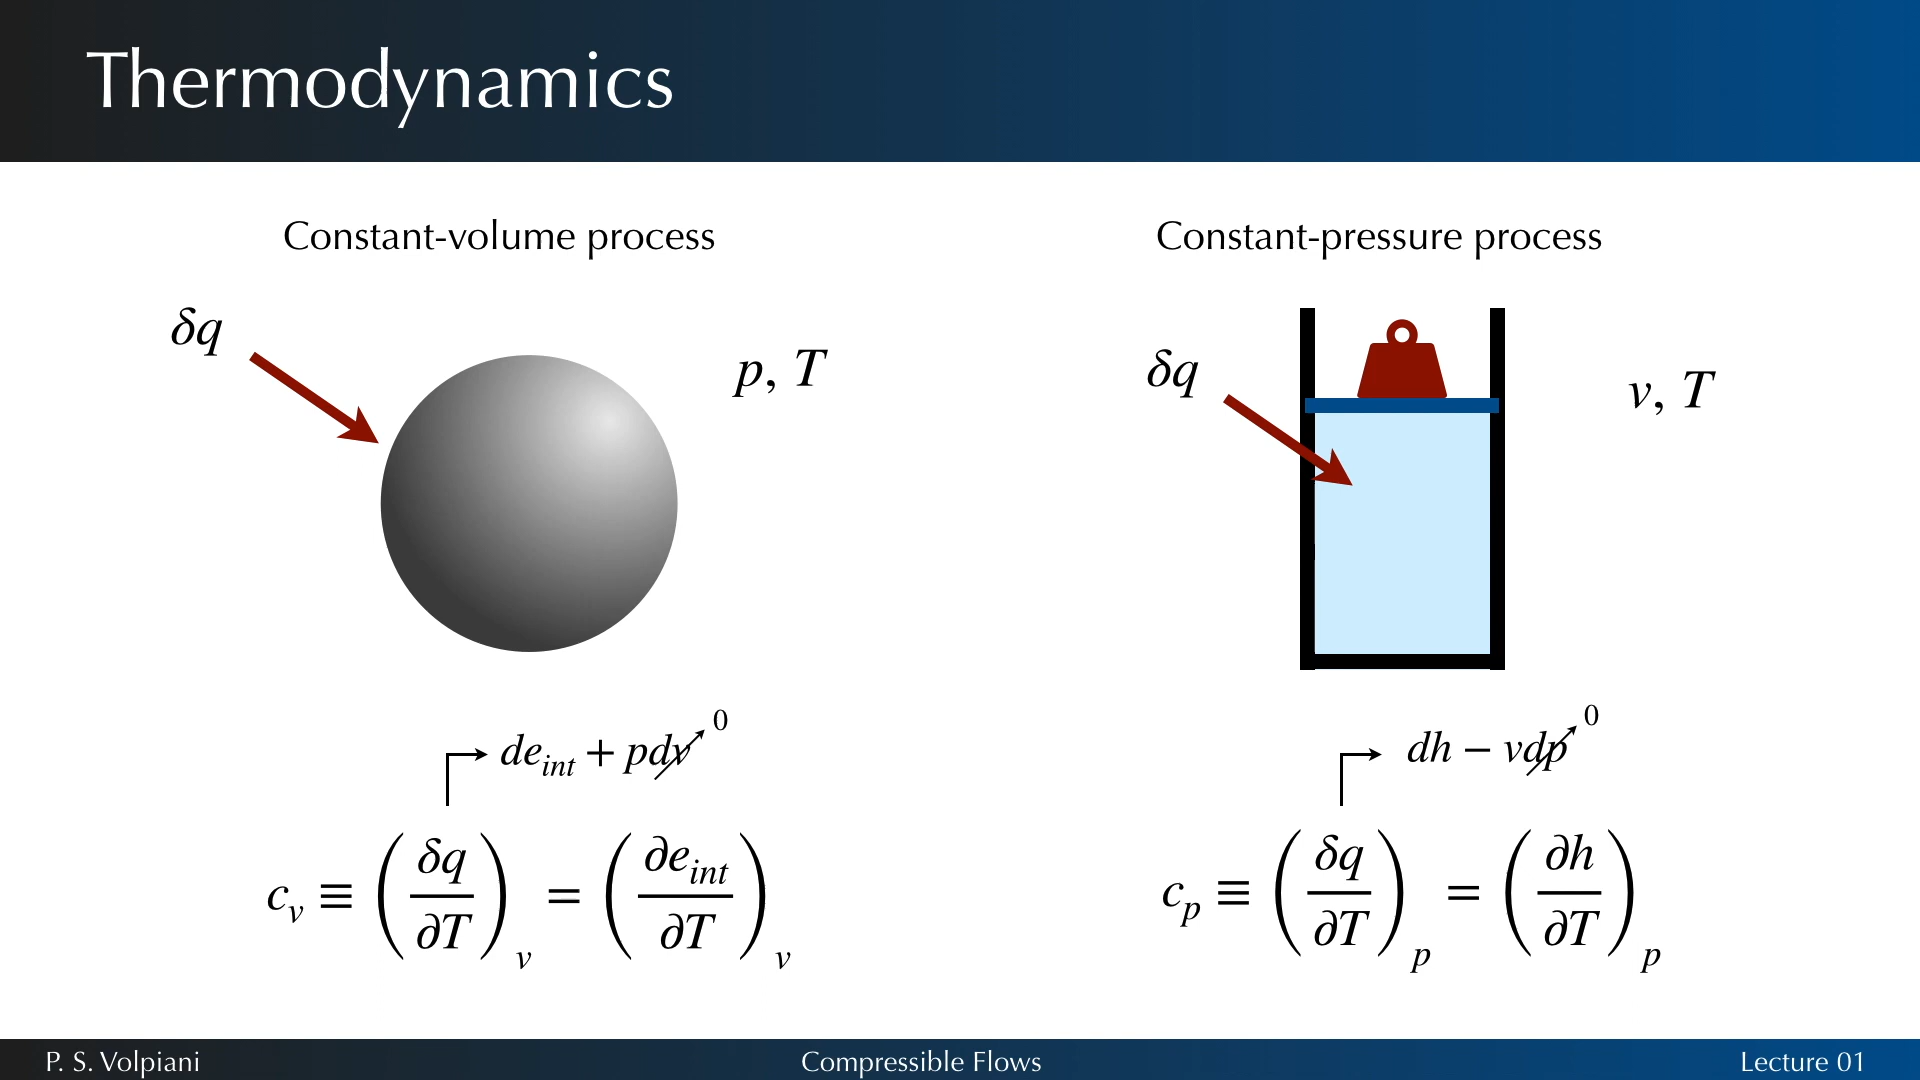 Thermodynamics
Constant-volume process
δq
p, T
de_int + pdv 0
c_v ≡ (δq/∂T)_v = (∂e_int/∂T)_v
Constant-pressure process
δq
v, T
dh − vdp 0
c_p ≡ (δq/∂T)_p = (∂h/∂T)_p
P. S. Volpiani
Compressible Flows
Lecture 01